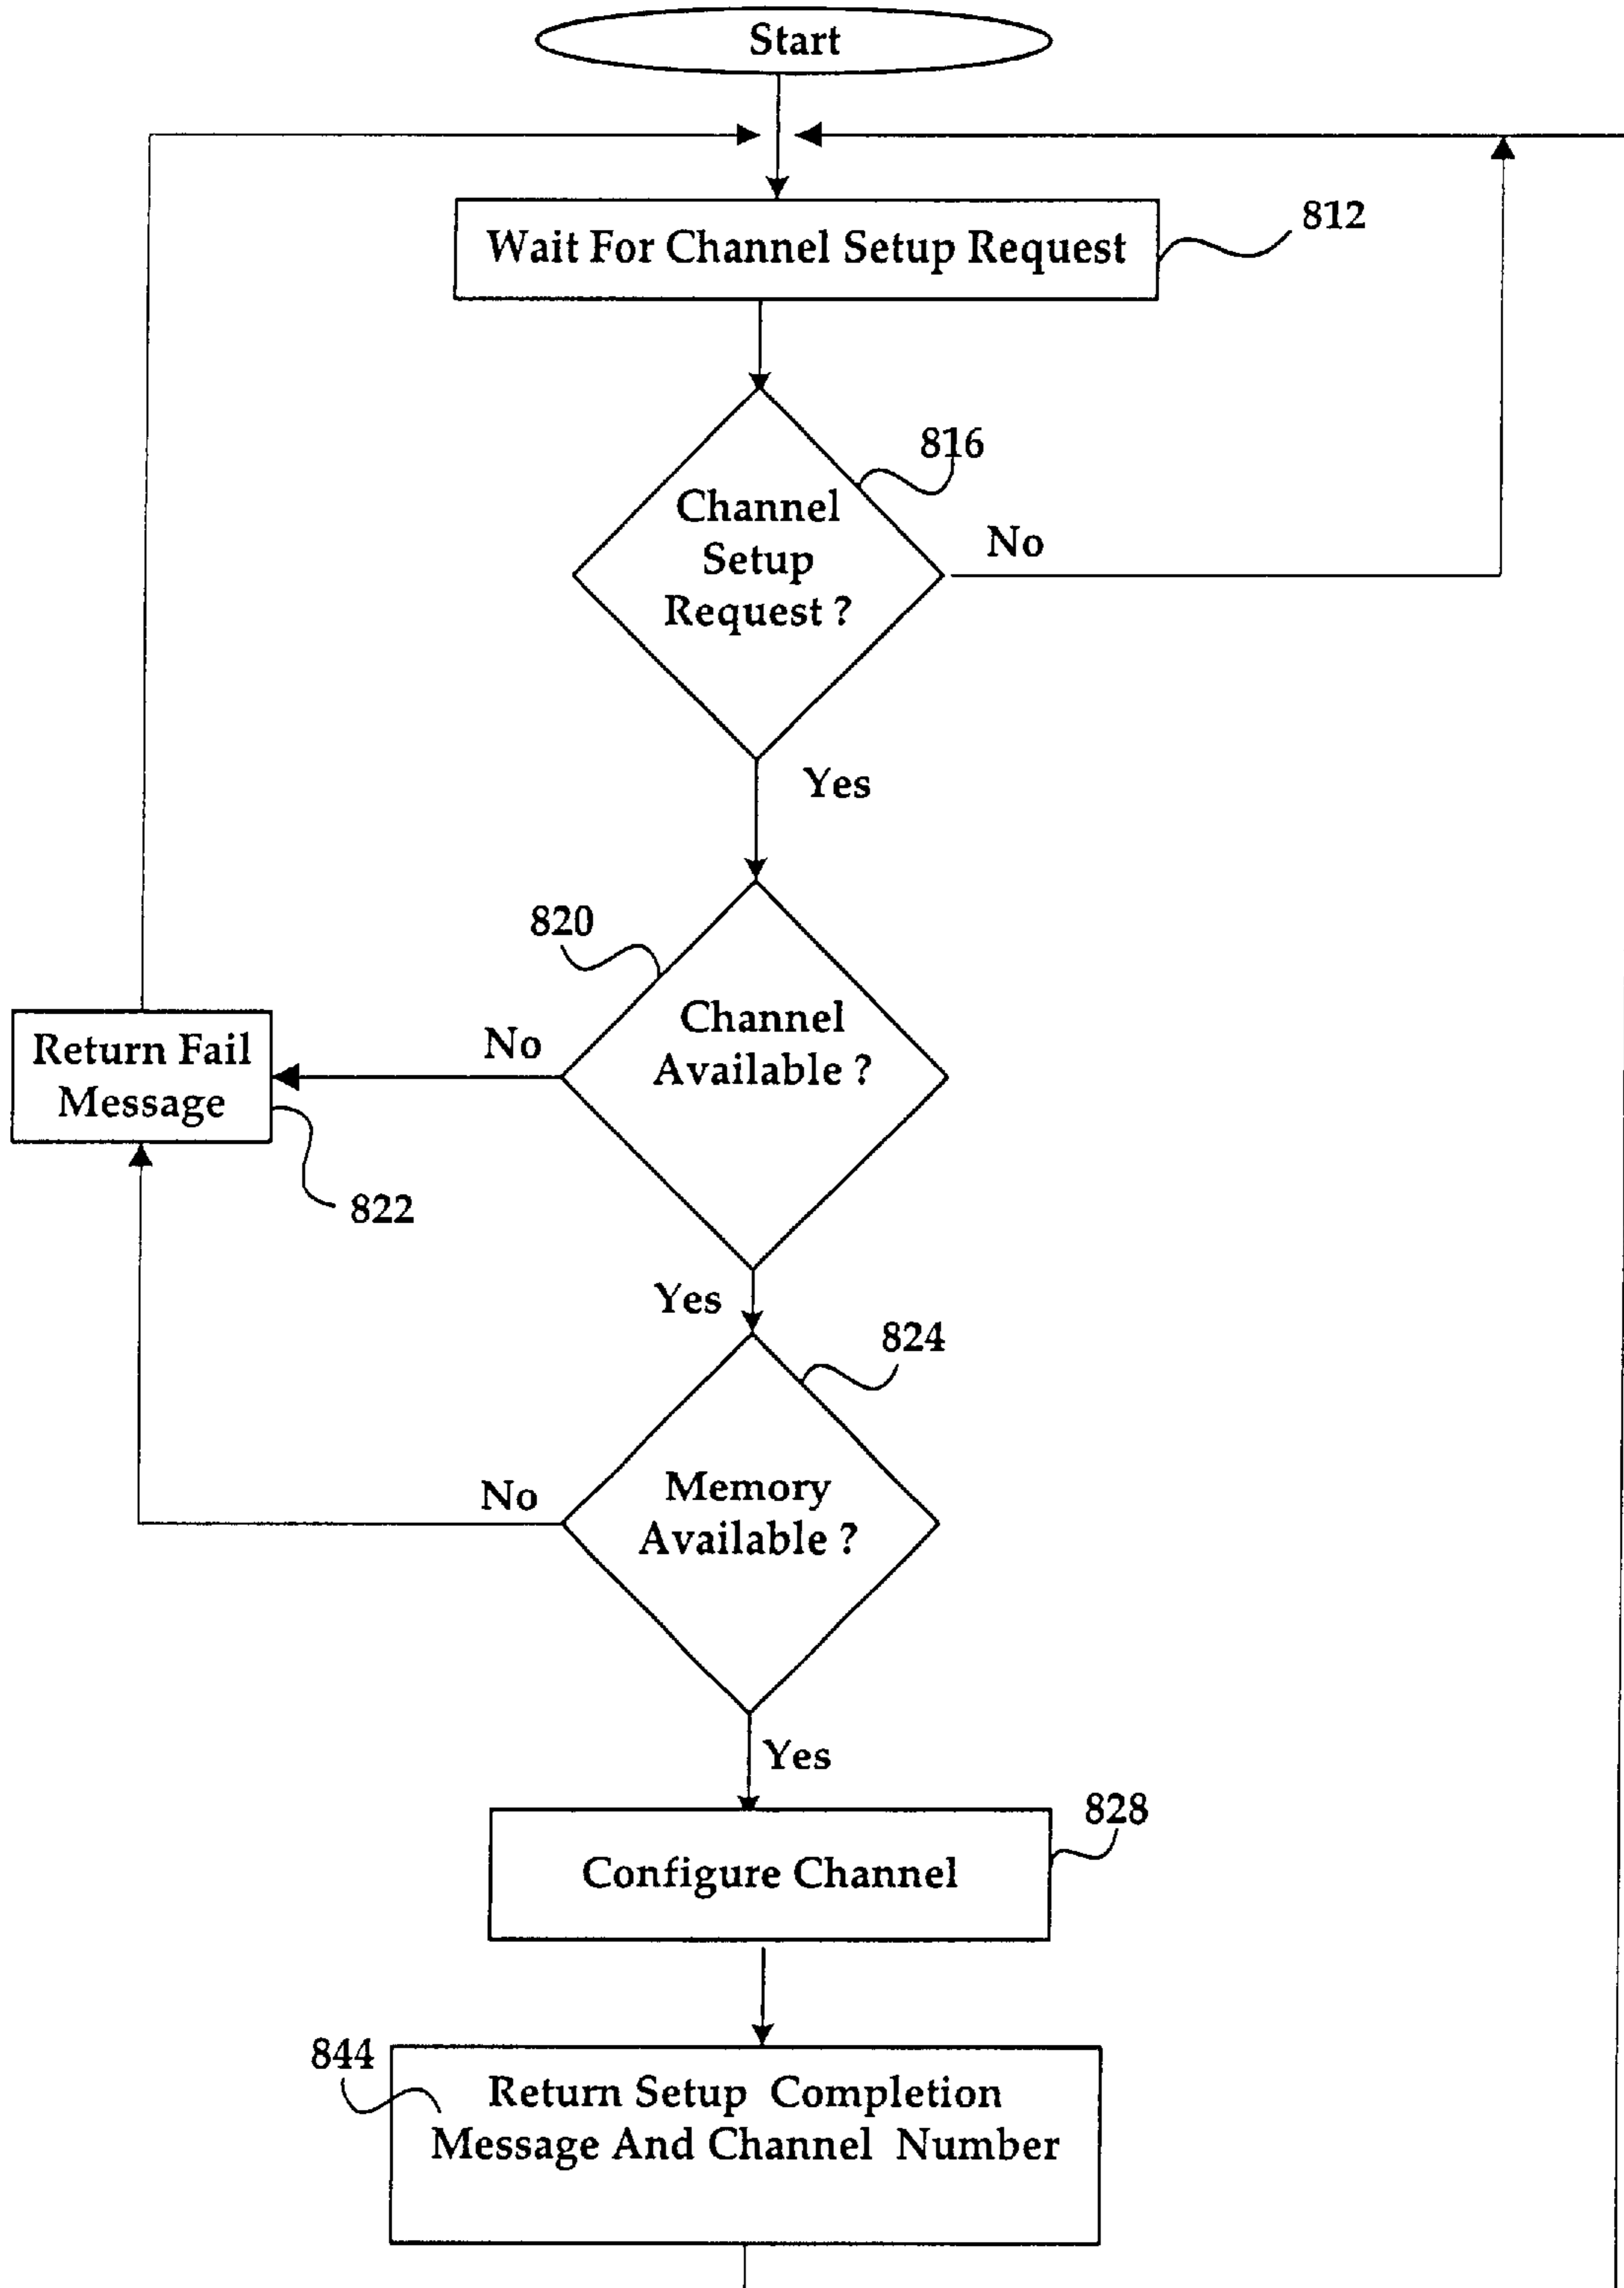 Start
Wait For Channel Setup Request
812
816
Channel
Setup
Request ?
No
Yes
820
Channel
Available ?
No
Return Fail
Message
822
Yes
824
Memory
Available ?
No
Yes
828
Configure Channel
844
Return Setup Completion
Message And Channel Number